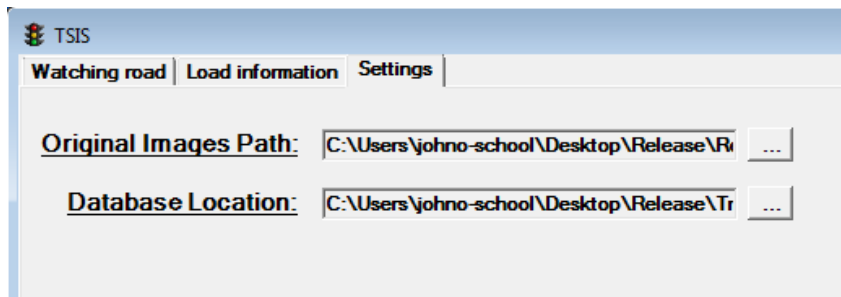 TSIS
Watching road Load information Settings
Original Images Path: C:\Users\johno-school\Desktop\Release\R ...
Database Location: C:\Users\johno-school\Desktop\Release\Tr ...